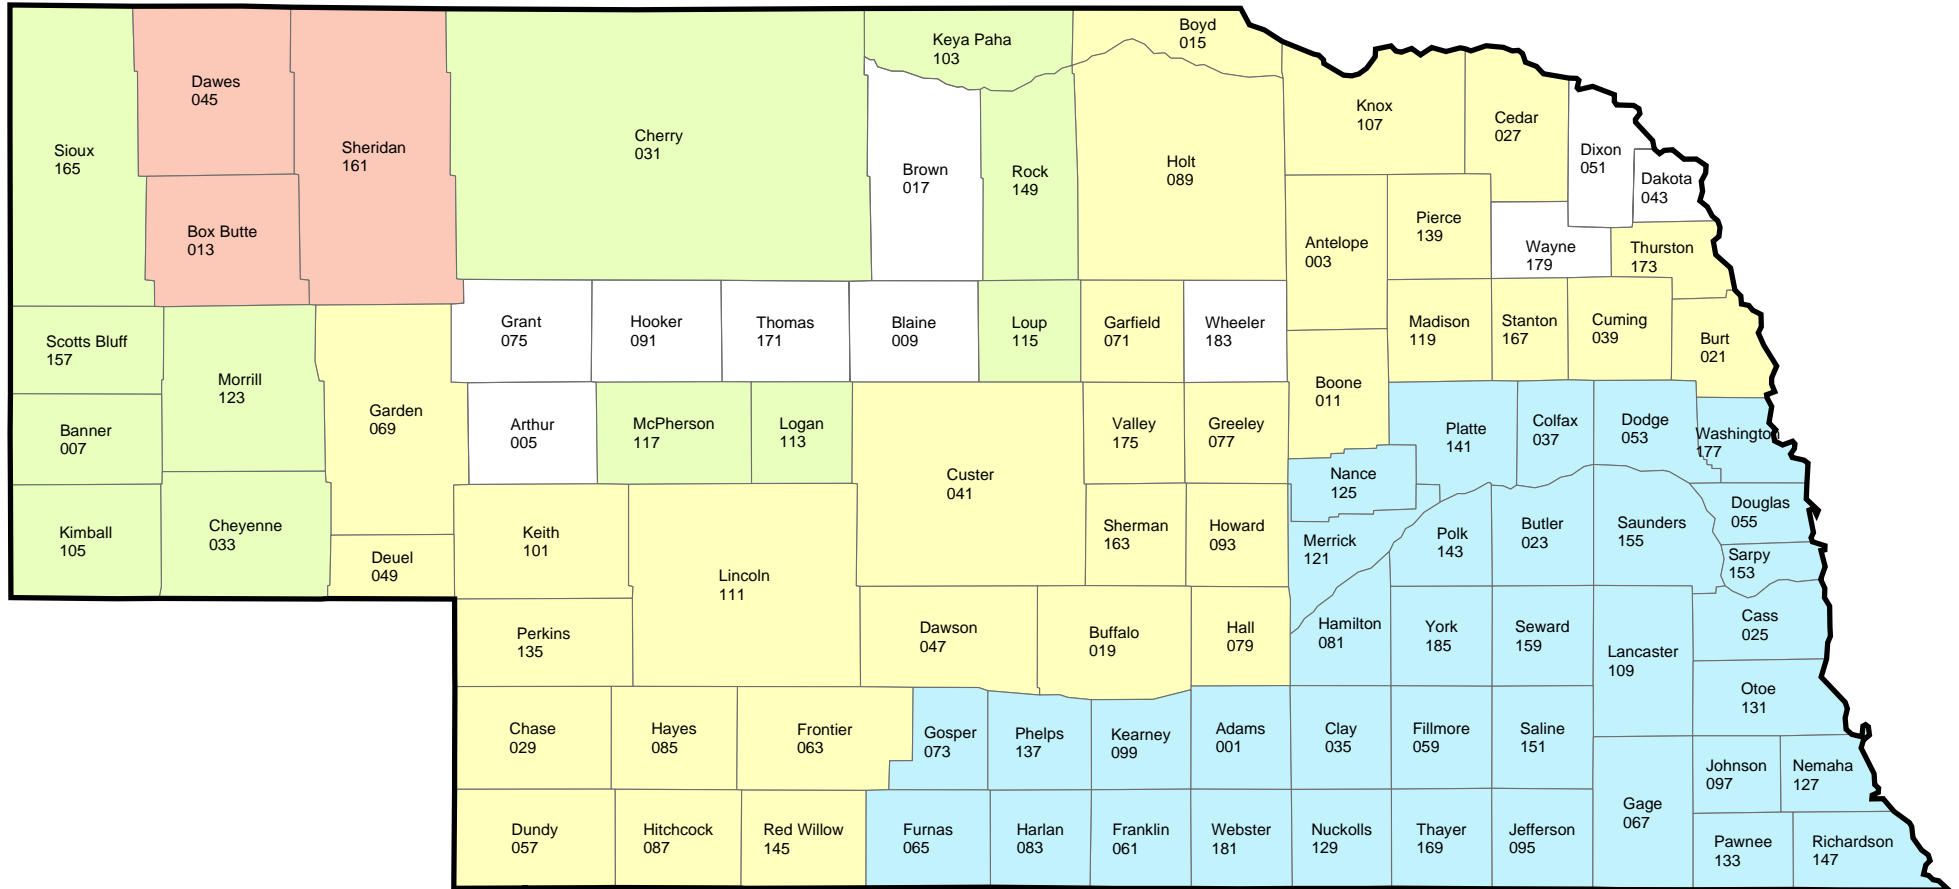 Boyd
015
Keya Paha
103
Dawes
045
Knox
107
Cedar
027
Cherry
031
Sheridan
161
Sioux
165
Dixon
051
Holt
089
Brown
017
Rock
149
Dakota
043
Pierce
139
Box Butte
013
Antelope
003
Wayne
179
Thurston
173
Grant
075
Hooker
091
Thomas
171
Blaine
009
Loup
115
Garfield
071
Wheeler
183
Madison
119
Stanton
167
Cuming
039
Burt
021
Scotts Bluff
157
Morrill
123
Boone
011
Garden
069
Arthur
005
McPherson
117
Logan
113
Valley
175
Greeley
077
Platte
141
Colfax
037
Dodge
053
Washington
177
Banner
007
Custer
041
Nance
125
Douglas
055
Kimball
105
Cheyenne
033
Keith
101
Sherman
163
Howard
093
Merrick
121
Polk
143
Butler
023
Saunders
155
Sarpy
153
Deuel
049
Lincoln
111
Cass
025
Perkins
135
Dawson
047
Buffalo
019
Hall
079
Hamilton
081
York
185
Seward
159
Lancaster
109
Otoe
131
Chase
029
Hayes
085
Frontier
063
Gosper
073
Phelps
137
Kearney
099
Adams
001
Clay
035
Fillmore
059
Saline
151
Johnson
097
Nemaha
127
Gage
067
Dundy
057
Hitchcock
087
Red Willow
145
Furnas
065
Harlan
083
Franklin
061
Webster
181
Nuckolls
129
Thayer
169
Jefferson
095
Pawnee
133
Richardson
147